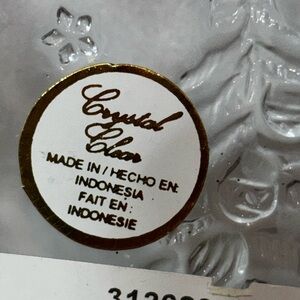 Crystal
Clear
MADE IN / HECHO EN:
INDONESIA
FAIT EN:
INDONESIE